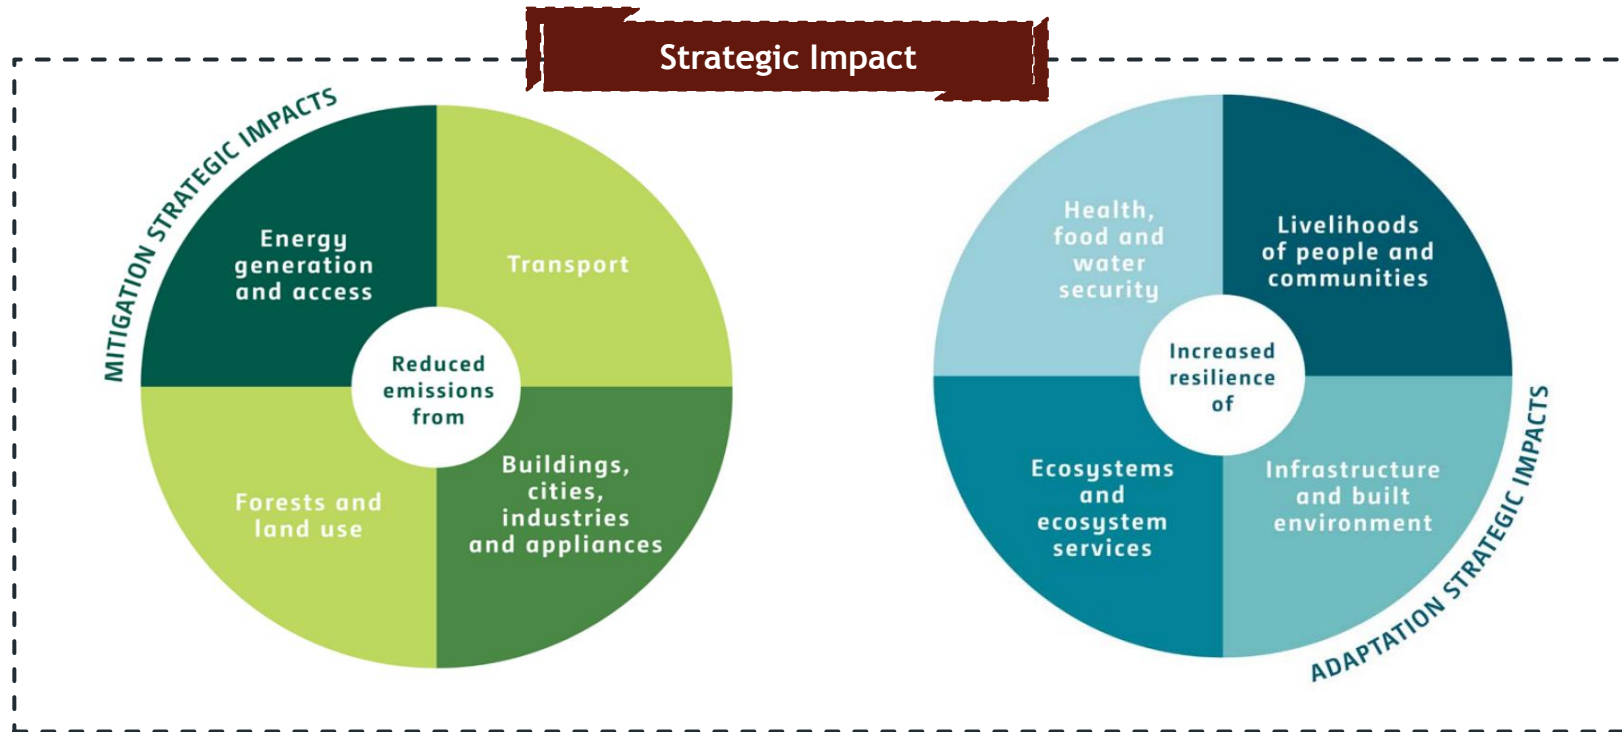 Strategic Impact
MITIGATION STRATEGIC IMPACTS
Energy
generation
and access
Transport
Reduced
emissions
from
Forests and
land use
Buildings,
cities,
industries
and appliances
Health,
food and
water
security
Livelihoods
of people and
communities
Increased
resilience
of
Ecosystems
and
ecosystem
services
Infrastructure
and built
environment
ADAPTATION STRATEGIC IMPACTS